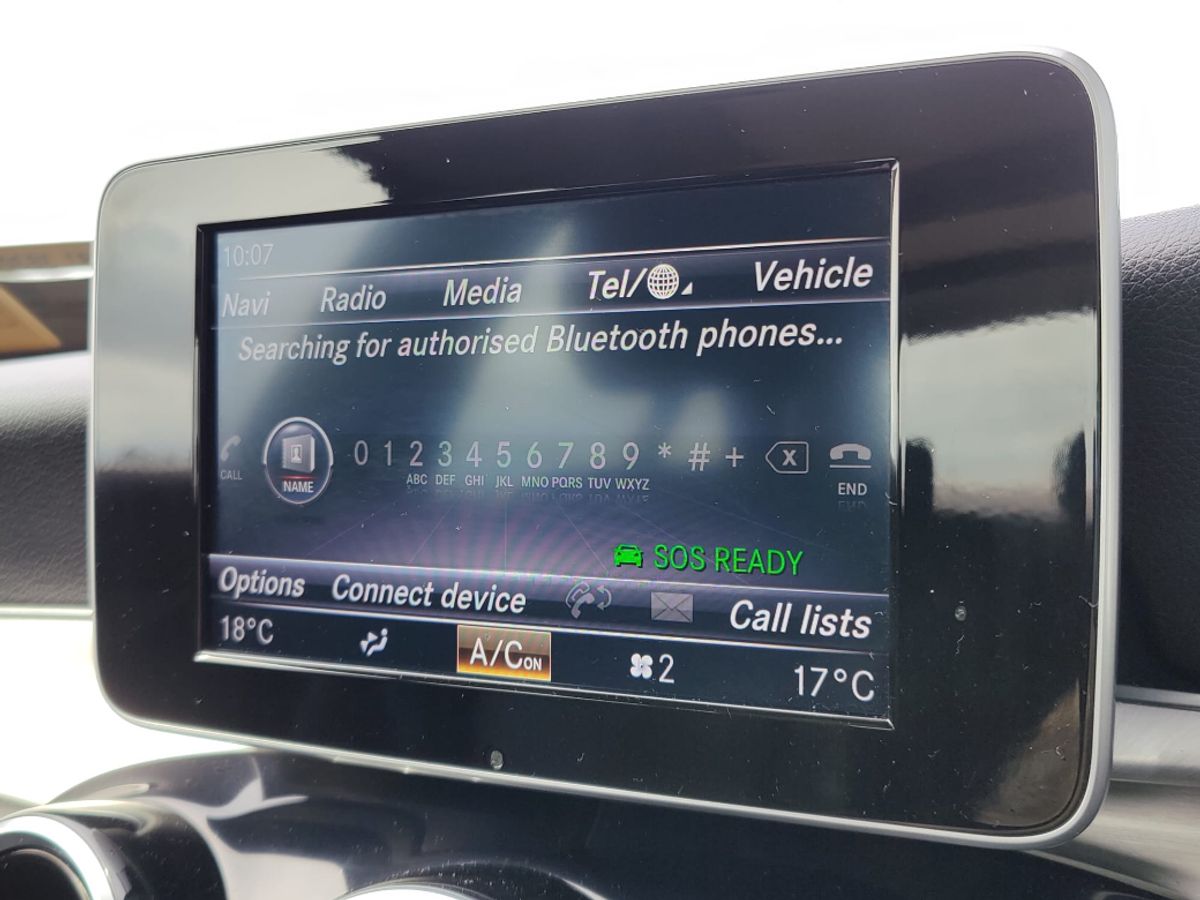 10:07
Navi Radio Media Tel/ Vehicle
Searching for authorised Bluetooth phones...
CALL NAME 0 1 2 3 4 5 6 7 8 9 * # + X END
ABC DEF GHI JKL MNO PQRS TUV WXYZ
SOS READY
Options Connect device Call lists
18°C A/C ON 2 17°C